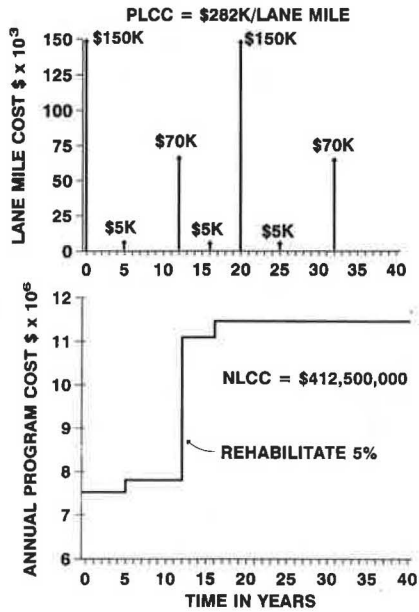 PLCC = $282K/LANE MILE
LANE MILE COST $ x 10³
150
125
100
75
50
25
0
$150K
$5K
$70K
$5K
$150K
$5K
$70K
0 5 10 15 20 25 30 35 40
ANNUAL PROGRAM COST $ x 10⁶
12
11
10
9
8
7
6
NLCC = $412,500,000
REHABILITATE 5%
0 5 10 15 20 25 30 35 40
TIME IN YEARS